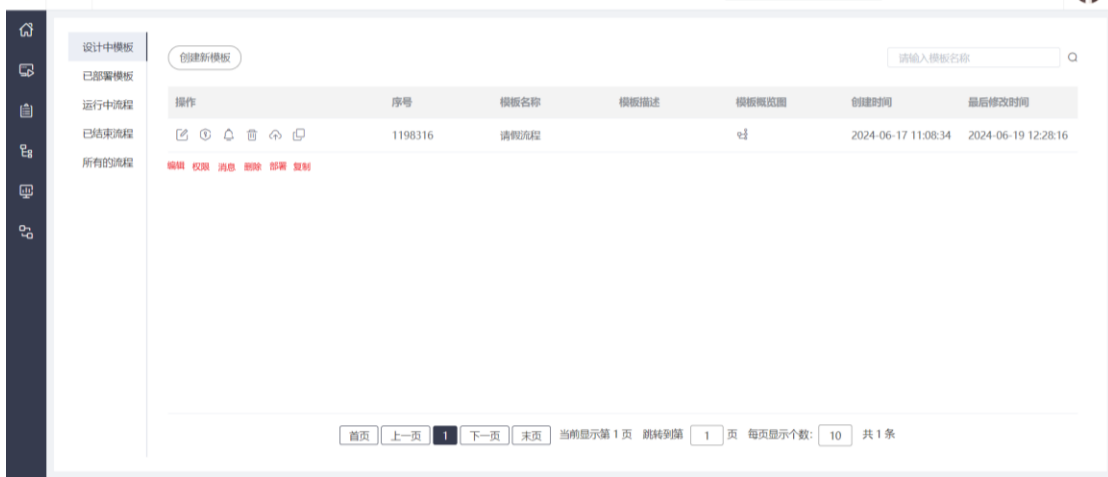 设计中模板
已部署模板
运行中流程
已结束流程
所有的流程
创建新模板
请输入模板名称
操作 序号 模板名称 模板描述 模板概览图 创建时间 最后修改时间
1198316 请假流程 2024-06-17 11:08:34 2024-06-19 12:28:16
编辑 权限 消息 删除 部署 复制
首页 上一页 1 下一页 末页 当前显示第 1 页 跳转到第 1 页 每页显示个数: 10 共 1 条